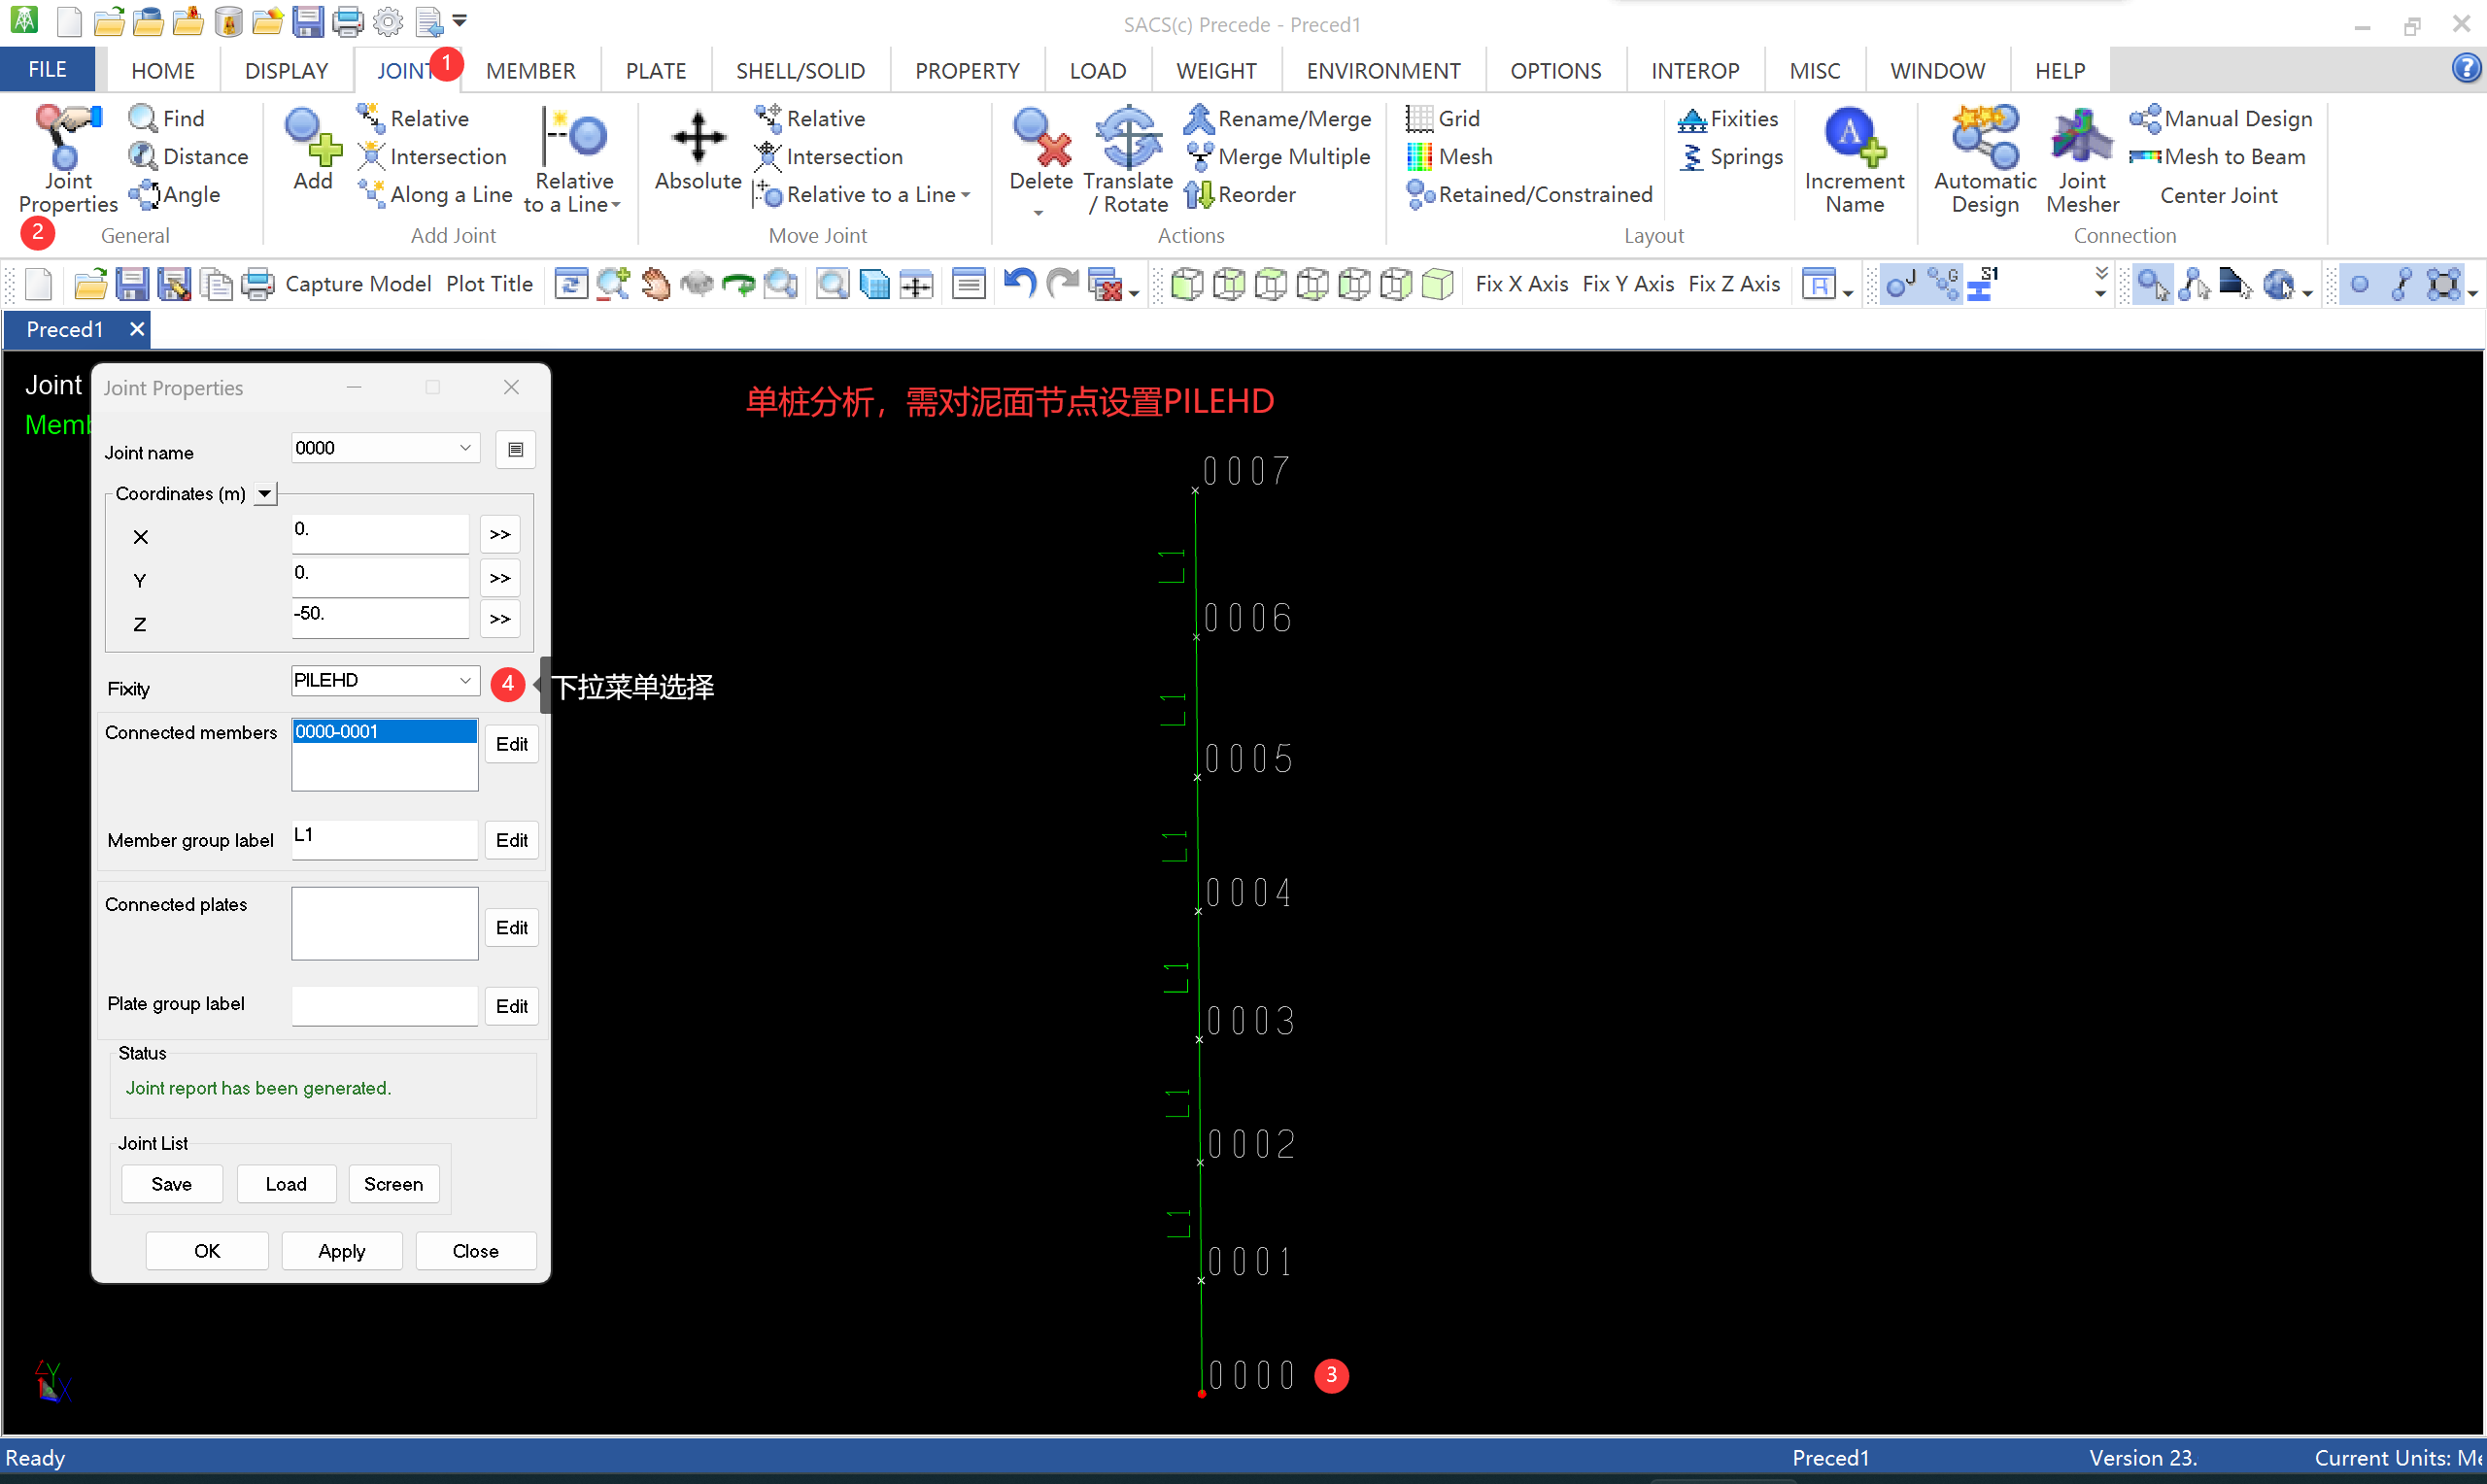 SACS(c) Precede - Preced1
FILE
HOME
DISPLAY
JOINT
1
MEMBER
PLATE
SHELL/SOLID
PROPERTY
LOAD
WEIGHT
ENVIRONMENT
OPTIONS
INTEROP
MISC
WINDOW
HELP
Joint Properties
Find
Distance
Angle
2
General
Add
Relative
Intersection
Along a Line
Relative to a Line
Add Joint
Absolute
Relative
Intersection
Relative to a Line
Move Joint
Delete
Translate / Rotate
Rename/Merge
Merge Multiple
Reorder
Actions
Grid
Mesh
Retained/Constrained
Fixities
Springs
Layout
Increment Name
Automatic Design
Joint Mesher
Manual Design
Mesh to Beam
Center Joint
Connection
Capture Model
Plot Title
Fix X Axis
Fix Y Axis
Fix Z Axis
Preced1
Joint
Memb
Joint Properties
Joint name
0000
Coordinates (m)
X
0.
>>
Y
0.
>>
Z
-50.
>>
Fixity
PILEHD
4
下拉菜单选择
Connected members
0000-0001
Edit
Member group label
L1
Edit
Connected plates
Edit
Plate group label
Edit
Status
Joint report has been generated.
Joint List
Save
Load
Screen
OK
Apply
Close
单桩分析，需对泥面节点设置PILEHD
0007
L1
0006
L1
0005
L1
0004
L1
0003
L1
0002
L1
0001
0000
3
Ready
Preced1
Version 23.
Current Units: Me